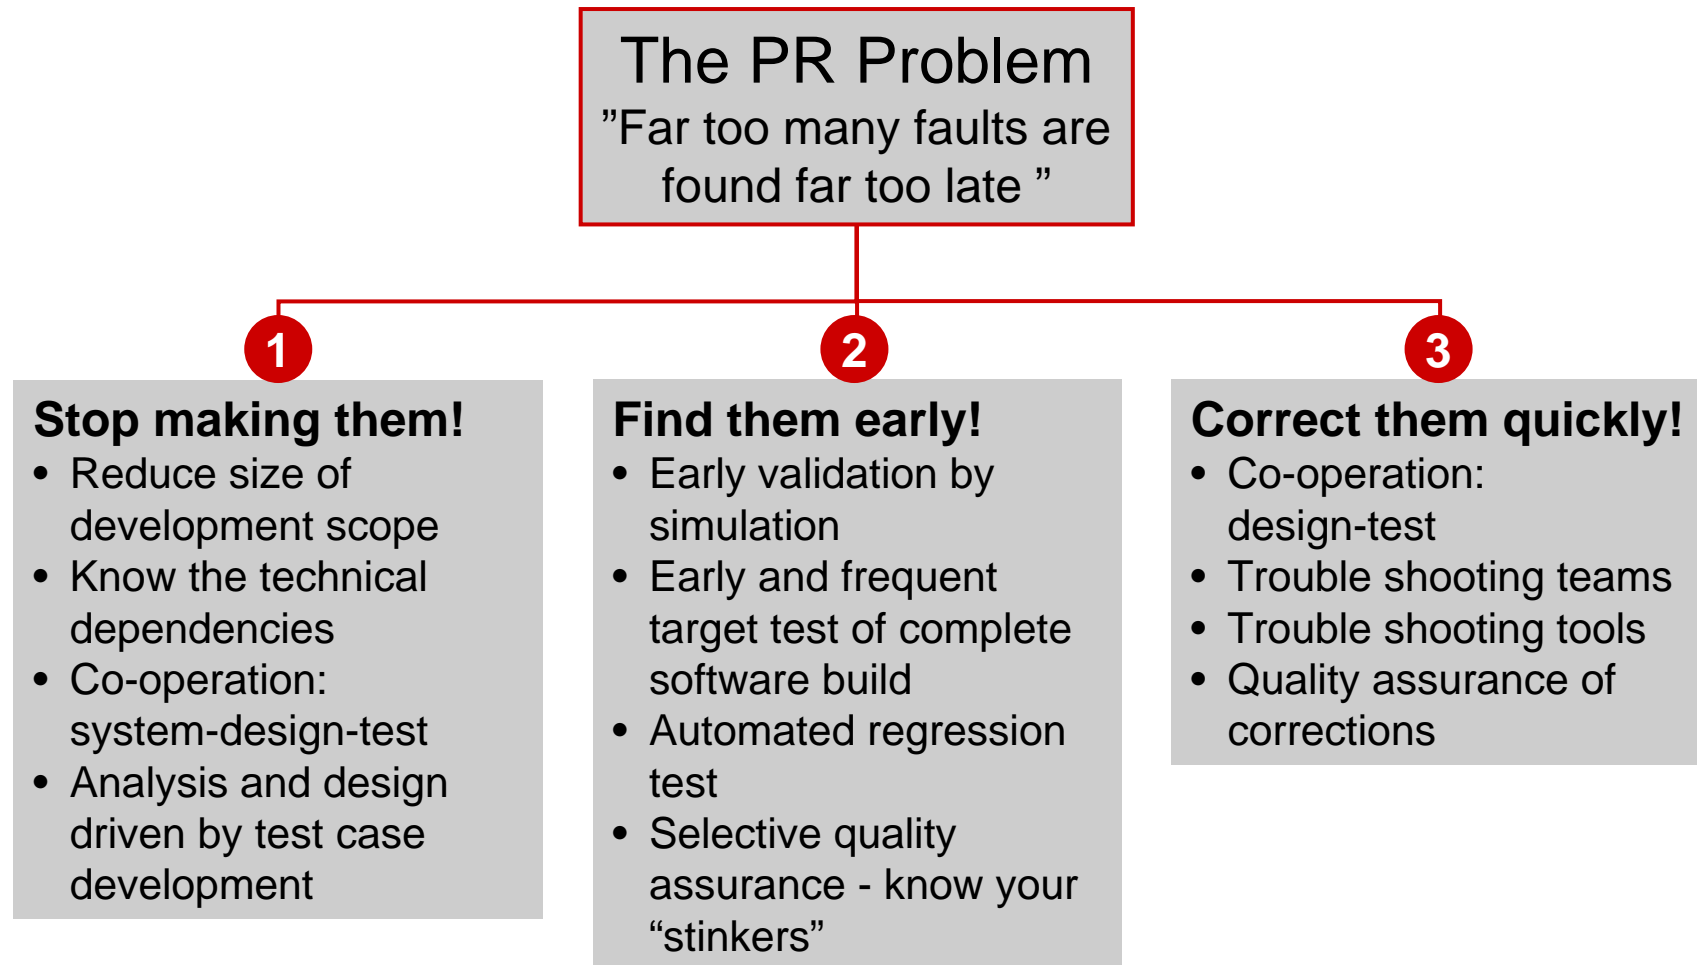 The PR Problem
”Far too many faults are
found far too late ”
1
Stop making them!
• Reduce size of
development scope
• Know the technical
dependencies
• Co-operation:
system-design-test
• Analysis and design
driven by test case
development
2
Find them early!
• Early validation by
simulation
• Early and frequent
target test of complete
software build
• Automated regression
test
• Selective quality
assurance - know your
“stinkers”
3
Correct them quickly!
• Co-operation:
design-test
• Trouble shooting teams
• Trouble shooting tools
• Quality assurance of
corrections